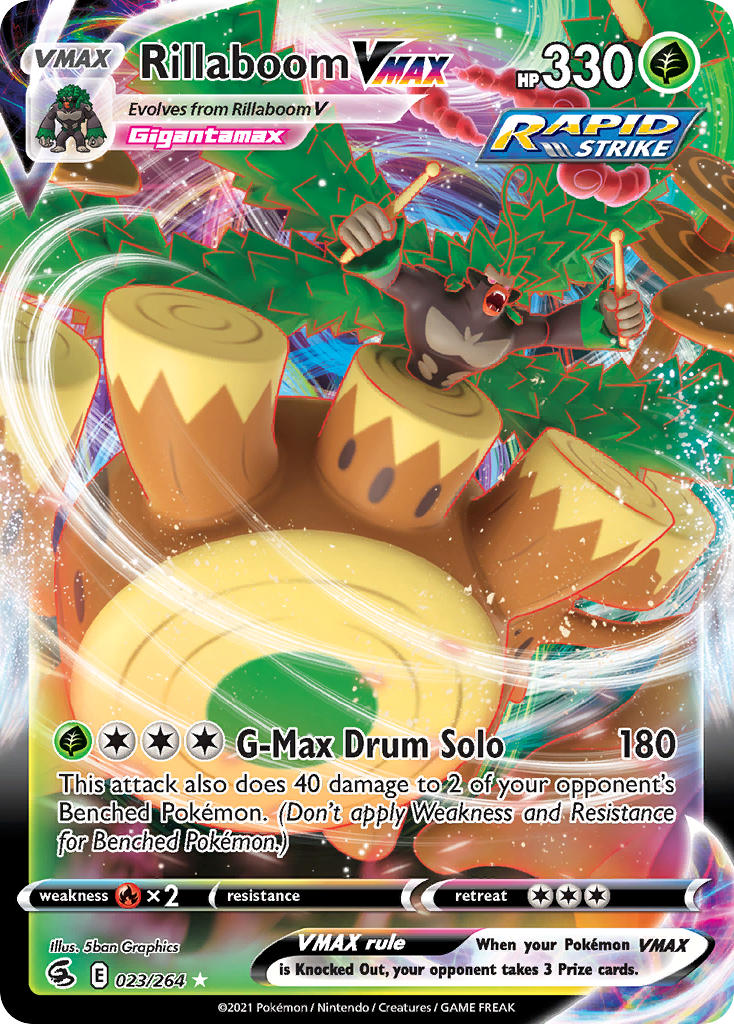 VMAX
Rillaboom VMAX
HP 330
Evolves from Rillaboom V
Gigantamax
RAPID
STRIKE
G-Max Drum Solo 180
This attack also does 40 damage to 2 of your opponent's
Benched Pokémon. (Don't apply Weakness and Resistance
for Benched Pokémon.)
weakness ×2 resistance retreat
Illus. 5ban Graphics
VMAX rule When your Pokémon VMAX
is Knocked Out, your opponent takes 3 Prize cards.
E 023/264
©2021 Pokémon / Nintendo / Creatures / GAME FREAK